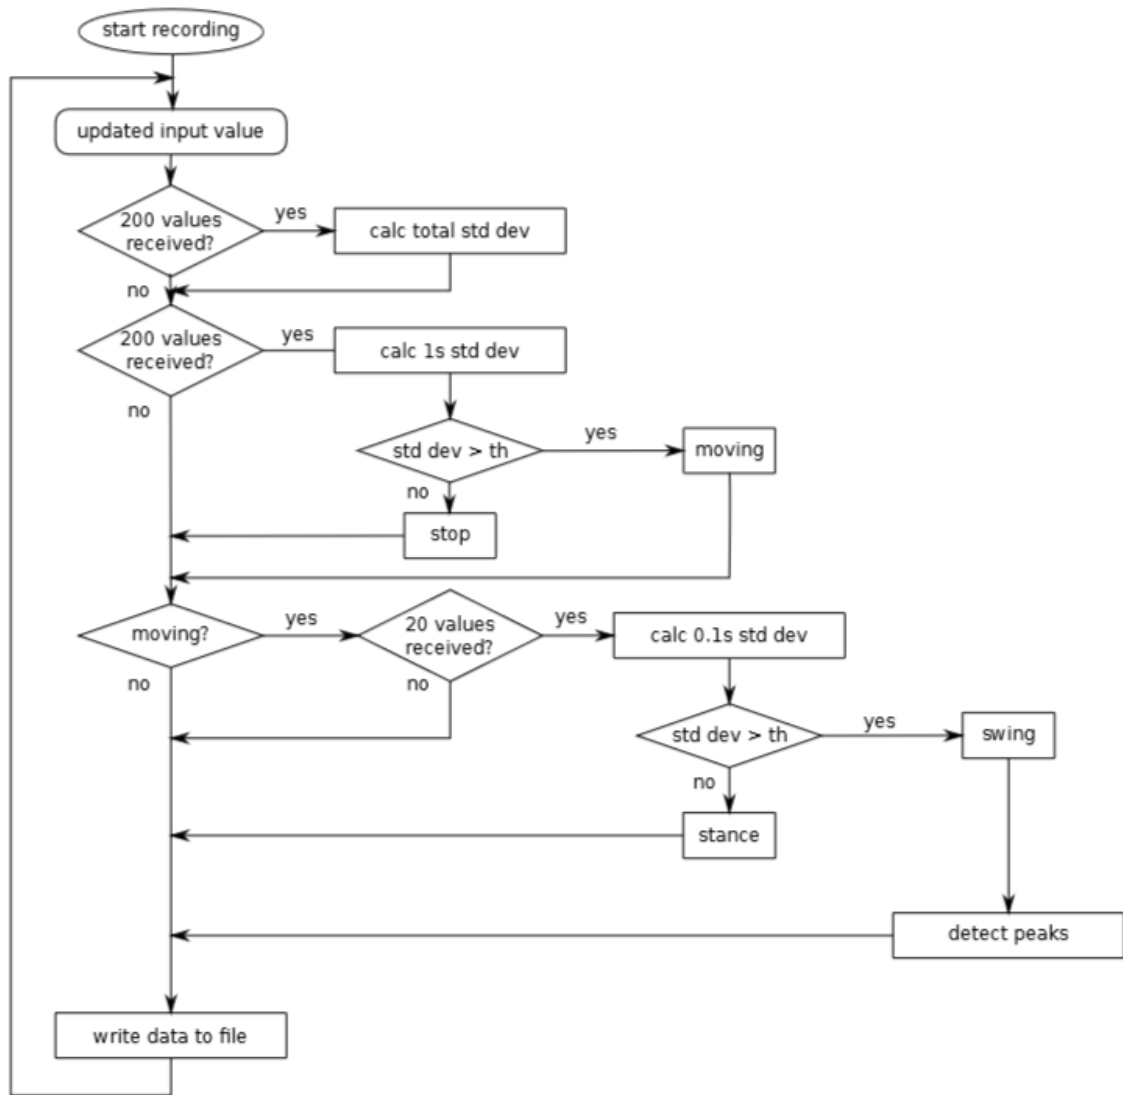 start recording
updated input value
200 values
received?
yes
calc total std dev
no
200 values
received?
yes
calc 1s std dev
no
std dev > th
yes
moving
no
stop
moving?
yes
20 values
received?
yes
calc 0.1s std dev
no
no
std dev > th
yes
swing
no
stance
detect peaks
write data to file